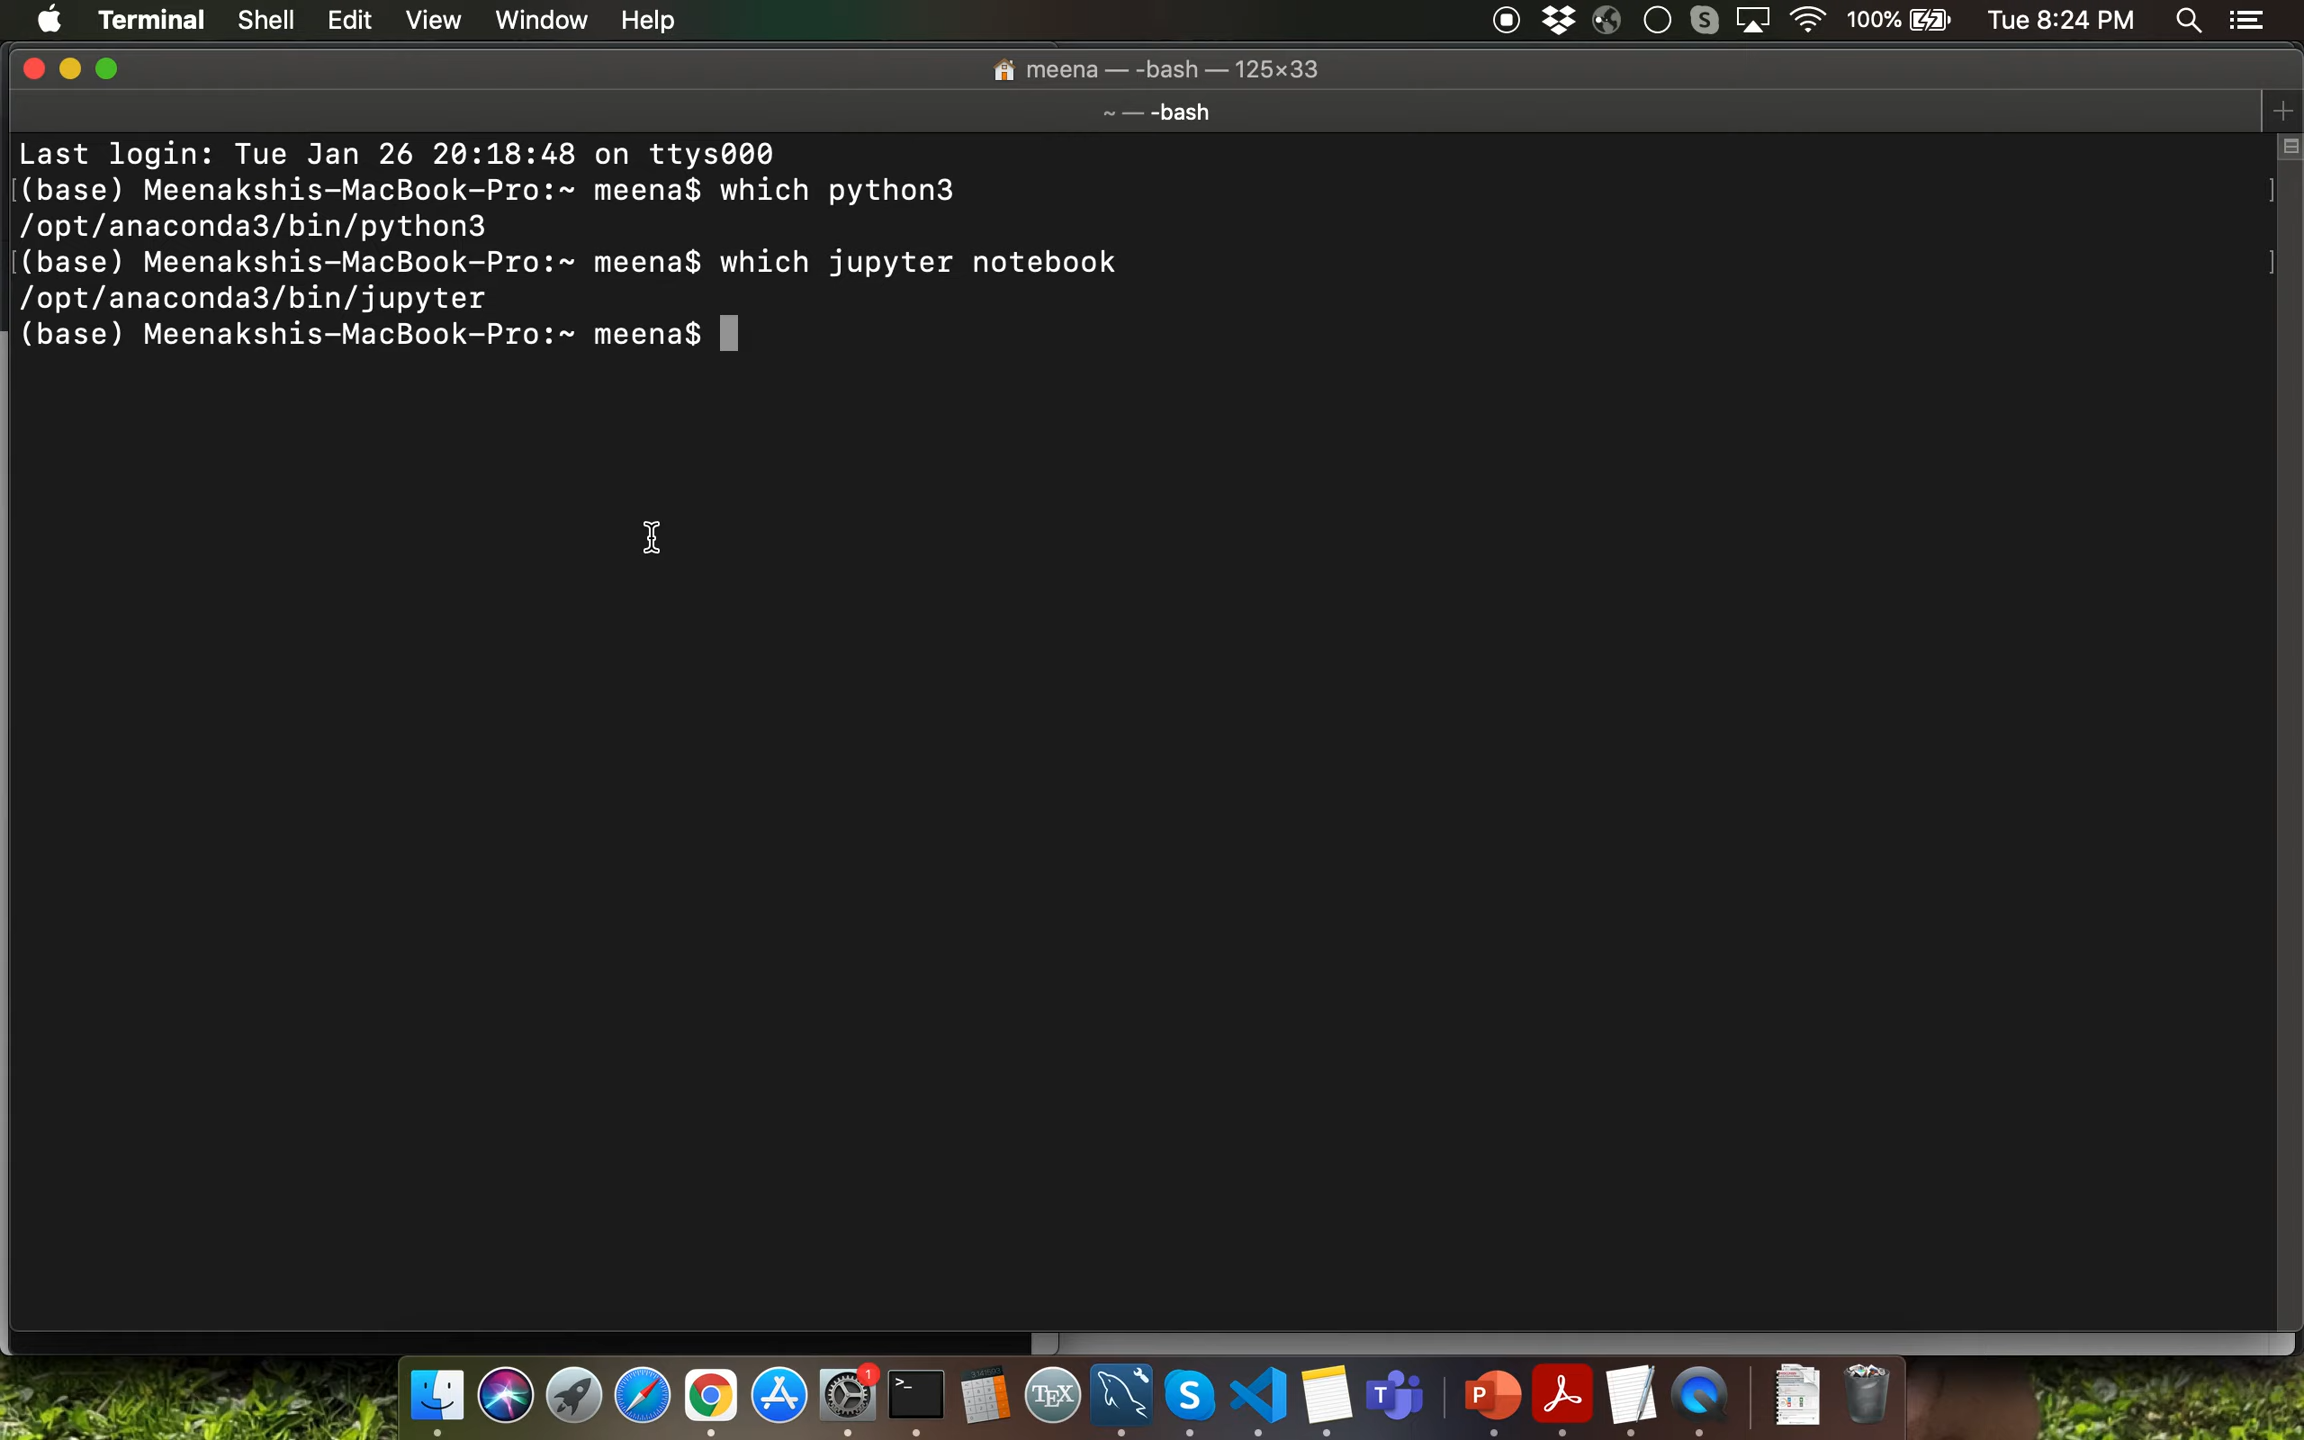 Terminal Shell Edit View Window Help 100% Tue 8:24 PM
meena — -bash — 125×33
~ — -bash
Last login: Tue Jan 26 20:18:48 on ttys000
[(base) Meenakshis-MacBook-Pro:~ meena$ which python3 ]
/opt/anaconda3/bin/python3
[(base) Meenakshis-MacBook-Pro:~ meena$ which jupyter notebook ]
/opt/anaconda3/bin/jupyter
(base) Meenakshis-MacBook-Pro:~ meena$
1
>_
TEX
S
T
P